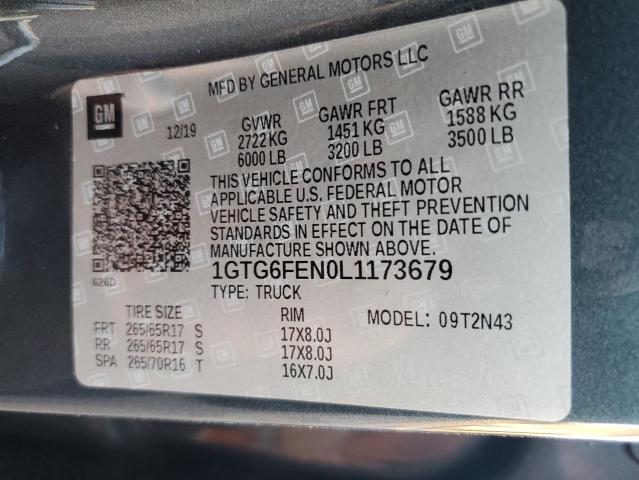 MFD BY GENERAL MOTORS LLC
GM
12/19
GVWR GAWR FRT GAWR RR
2722 KG 1451 KG 1588 KG
6000 LB 3200 LB 3500 LB
THIS VEHICLE CONFORMS TO ALL
APPLICABLE U.S. FEDERAL MOTOR
VEHICLE SAFETY AND THEFT PREVENTION
STANDARDS IN EFFECT ON THE DATE OF
MANUFACTURE SHOWN ABOVE.
626D
1GTG6FEN0L1173679
TYPE: TRUCK
TIRE SIZE RIM MODEL: 09T2N43
FRT 265/65R17 S 17X8.0J
RR 265/65R17 S 17X8.0J
SPA 265/70R16 T 16X7.0J